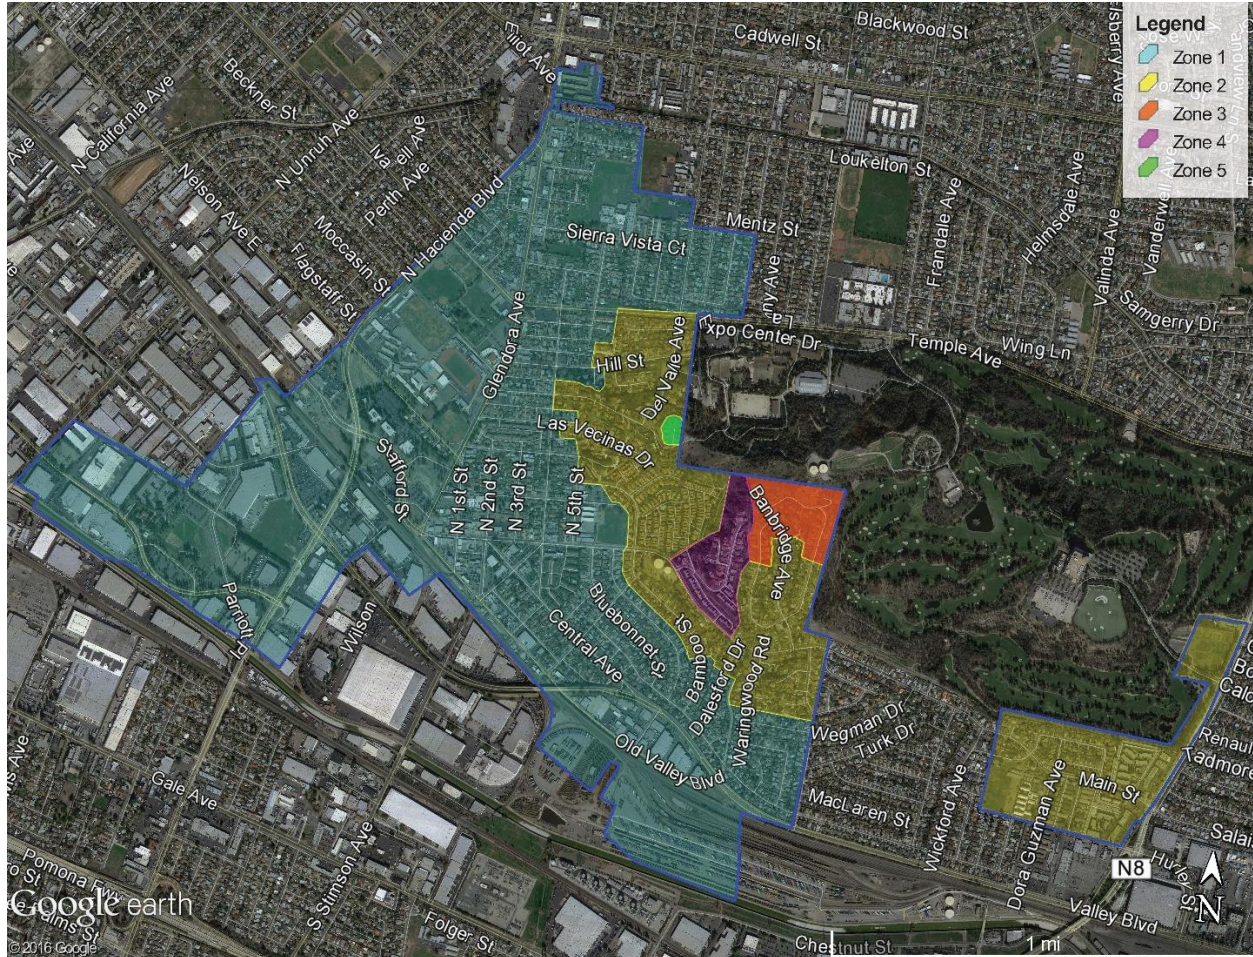 Legend
Zone 1
Zone 2
Zone 3
Zone 4
Zone 5
Blackwood St
Cadwell St
Elliot Ave
Beckner St
N California Ave
N Unruh Ave
Perth Ave
Nelson Ave E
Moccasin St
Flagstaff St
N Hacienda Blvd
Loukelton St
Mentz St
Sierra Vista Ct
Frandale Ave
Helmsdale Ave
Valinda Ave
Samgerry Dr
Expo Center Dr
Temple Ave
Wing Ln
Glendora Ave
Hill St
Del Valle Ave
Las Vecinas Dr
Stafford St
N 1st St
N 2nd St
N 3rd St
N 5th St
Banbridge Ave
Parriott Pl
Wilson
Bluebonnet St
Central Ave
Bamboo St
Dalesford Dr
Waringwood Rd
Old Valley Blvd
Wegman Dr
Turk Dr
MacLaren St
Wickford Ave
Dora Guzman Ave
Main St
Gale Ave
S Stimson Ave
Folger St
Pomona Fwy
Hurley St
N8
Valley Blvd
Chestnut St
1 mi
N
Google earth
© 2016 Google